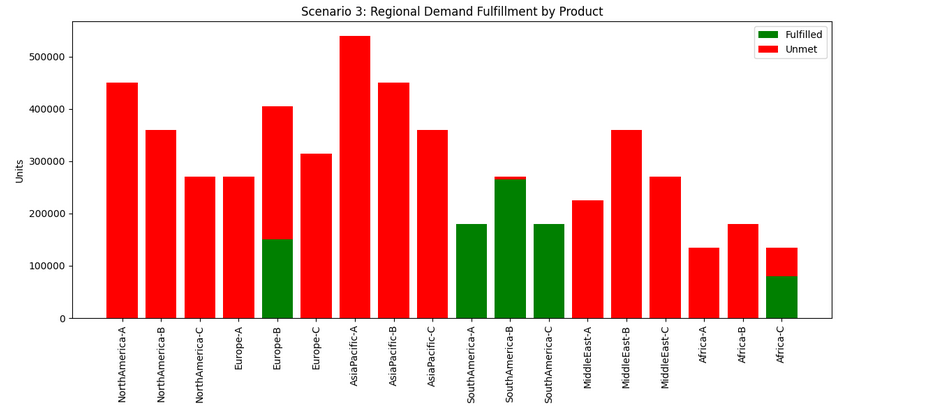 Scenario 3: Regional Demand Fulfillment by Product
Fulfilled
Unmet
Units
500000
400000
300000
200000
100000
0
NorthAmerica-A
NorthAmerica-B
NorthAmerica-C
Europe-A
Europe-B
Europe-C
AsiaPacific-A
AsiaPacific-B
AsiaPacific-C
SouthAmerica-A
SouthAmerica-B
SouthAmerica-C
MiddleEast-A
MiddleEast-B
MiddleEast-C
Africa-A
Africa-B
Africa-C